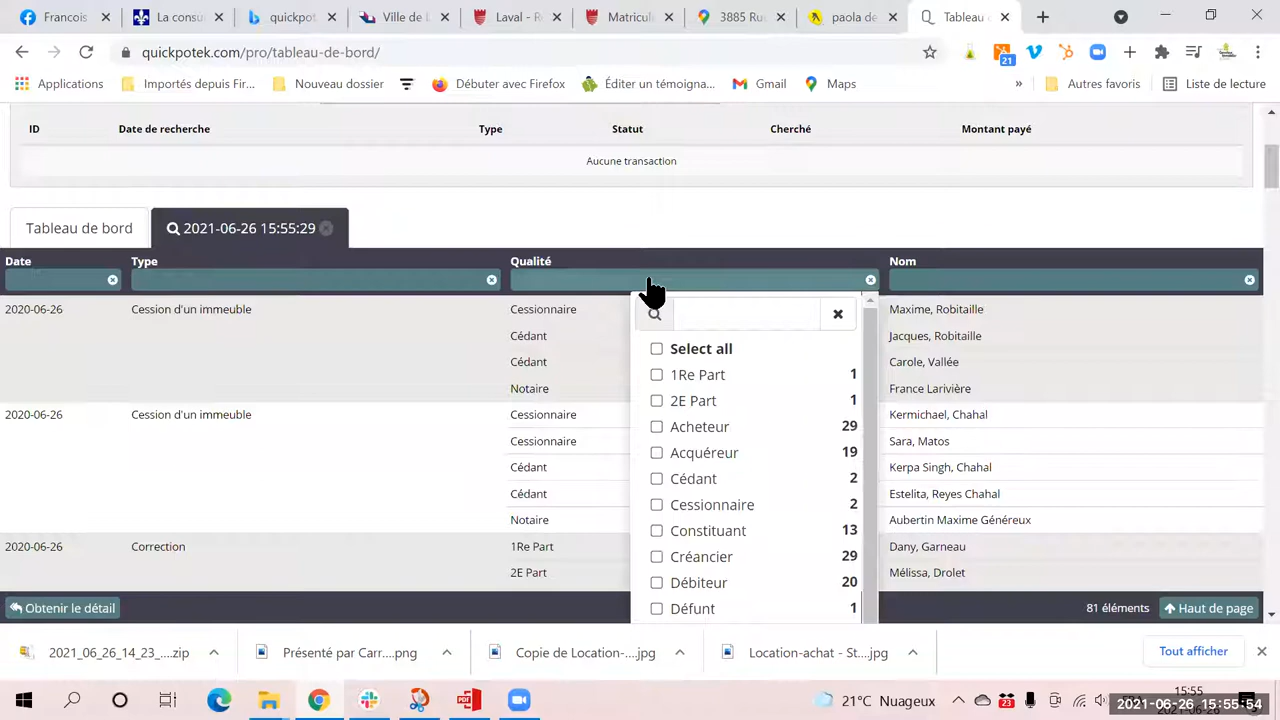 Francois
La consu
quickpot
Ville de l
Laval - R
Matricul
3885 Rue
paola de
Tableau
quickpotek.com/pro/tableau-de-bord/
21
Applications
Importés depuis Fir...
Nouveau dossier
Débuter avec Firefox
Éditer un témoigna...
Gmail
Maps
»
Autres favoris
Liste de lecture
ID Date de recherche Type Statut Cherché Montant payé
Aucune transaction
Tableau de bord
2021-06-26 15:55:29
Date Type Qualité Nom
2020-06-26 Cession d'un immeuble Cessionnaire Maxime, Robitaille
Cédant Jacques, Robitaille
Cédant Carole, Vallée
Notaire France Larivière
2020-06-26 Cession d'un immeuble Cessionnaire Kermichael, Chahal
Cessionnaire Sara, Matos
Cédant Kerpa Singh, Chahal
Cédant Estelita, Reyes Chahal
Notaire Aubertin Maxime Généreux
2020-06-26 Correction 1Re Part Dany, Garneau
2E Part Mélissa, Drolet
Select all
1Re Part 1
2E Part 1
Acheteur 29
Acquéreur 19
Cédant 2
Cessionnaire 2
Constituant 13
Créancier 29
Débiteur 20
Défunt 1
Obtenir le détail
81 éléments
Haut de page
2021_06_26_14_23_....zip
Présenté par Carr....png
Copie de Location-....jpg
Location-achat - St....jpg
Tout afficher
21°C Nuageux
23
15:55
2021-06-26 15:55:54